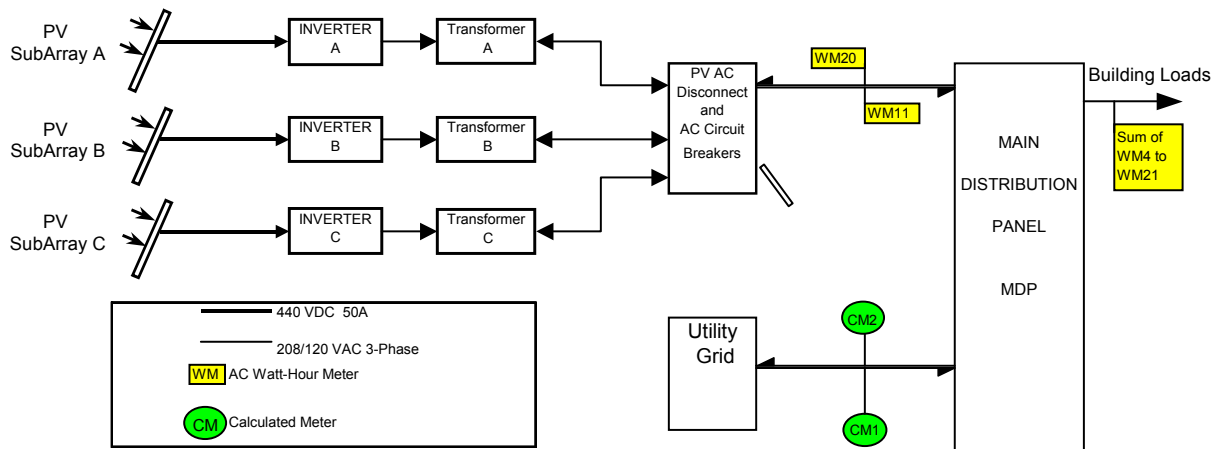 PV
SubArray A
INVERTER
A
Transformer
A
PV
SubArray B
INVERTER
B
Transformer
B
PV
SubArray C
INVERTER
C
Transformer
C
PV AC
Disconnect
and
AC Circuit
Breakers
WM20
WM11
MAIN
DISTRIBUTION
PANEL
MDP
Building Loads
Sum of
WM4 to
WM21
440 VDC 50A
208/120 VAC 3-Phase
WM AC Watt-Hour Meter
CM Calculated Meter
Utility
Grid
CM2
CM1